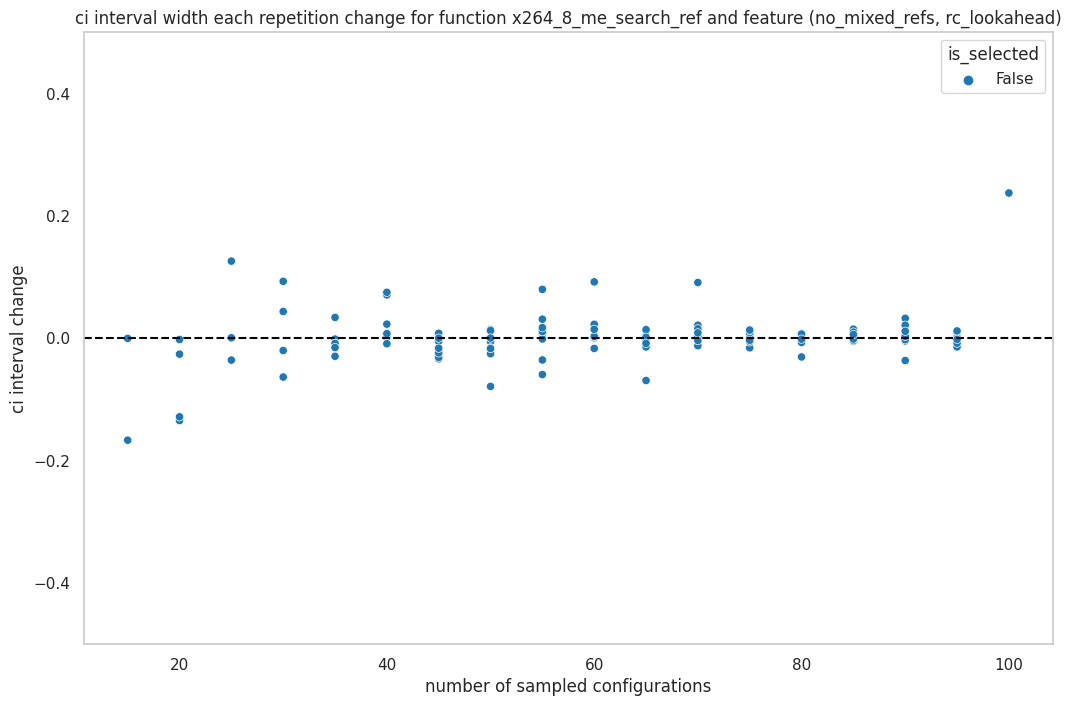 ci interval width each repetition change for function x264_8_me_search_ref and feature (no_mixed_refs, rc_lookahead)
is_selected
False
0.4
0.2
0.0
−0.2
−0.4
ci interval change
20
40
60
80
100
number of sampled configurations